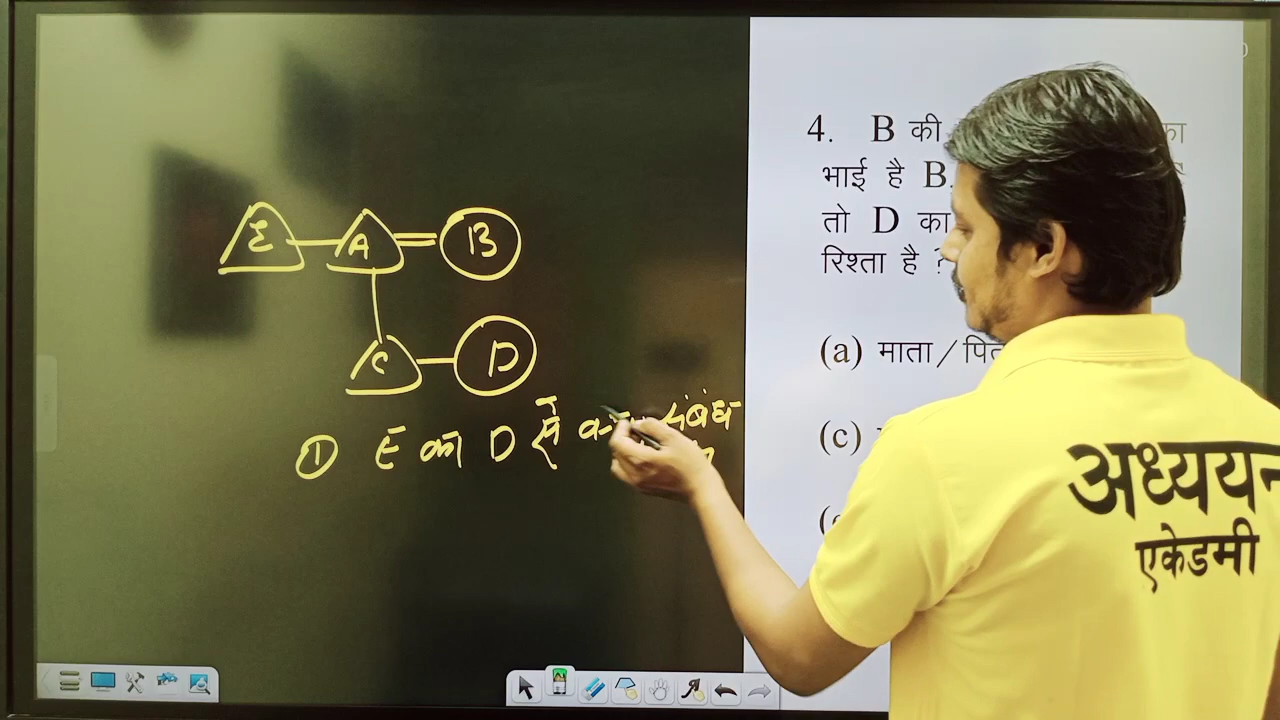 E A B
C D
① E का D से संबंध
4. B की
भाई है B
तो D का
रिश्ता है ?
(a) माता/पित
(c)
अध्ययन
एकेडमी